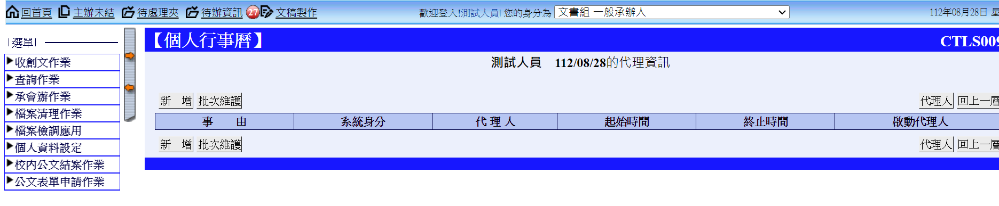 回首頁 主辦未結 待處理夾 待辦資訊 27 文稿製作 歡迎登入!測試人員| 您的身分為 文書組 一般承辦人 112年08月28日 星
|選單|
【個人行事曆】 CTLS009
測試人員 112/08/28的代理資訊
收創文作業
查詢作業
承會辦作業
檔案清理作業
檔案檢調應用
個人資料設定
校內公文結案作業
公文表單申請作業
新 增 批次維護 代理人 回上一層
事 由 系統身分 代 理 人 起始時間 終止時間 啟動代理人
新 增 批次維護 代理人 回上一層